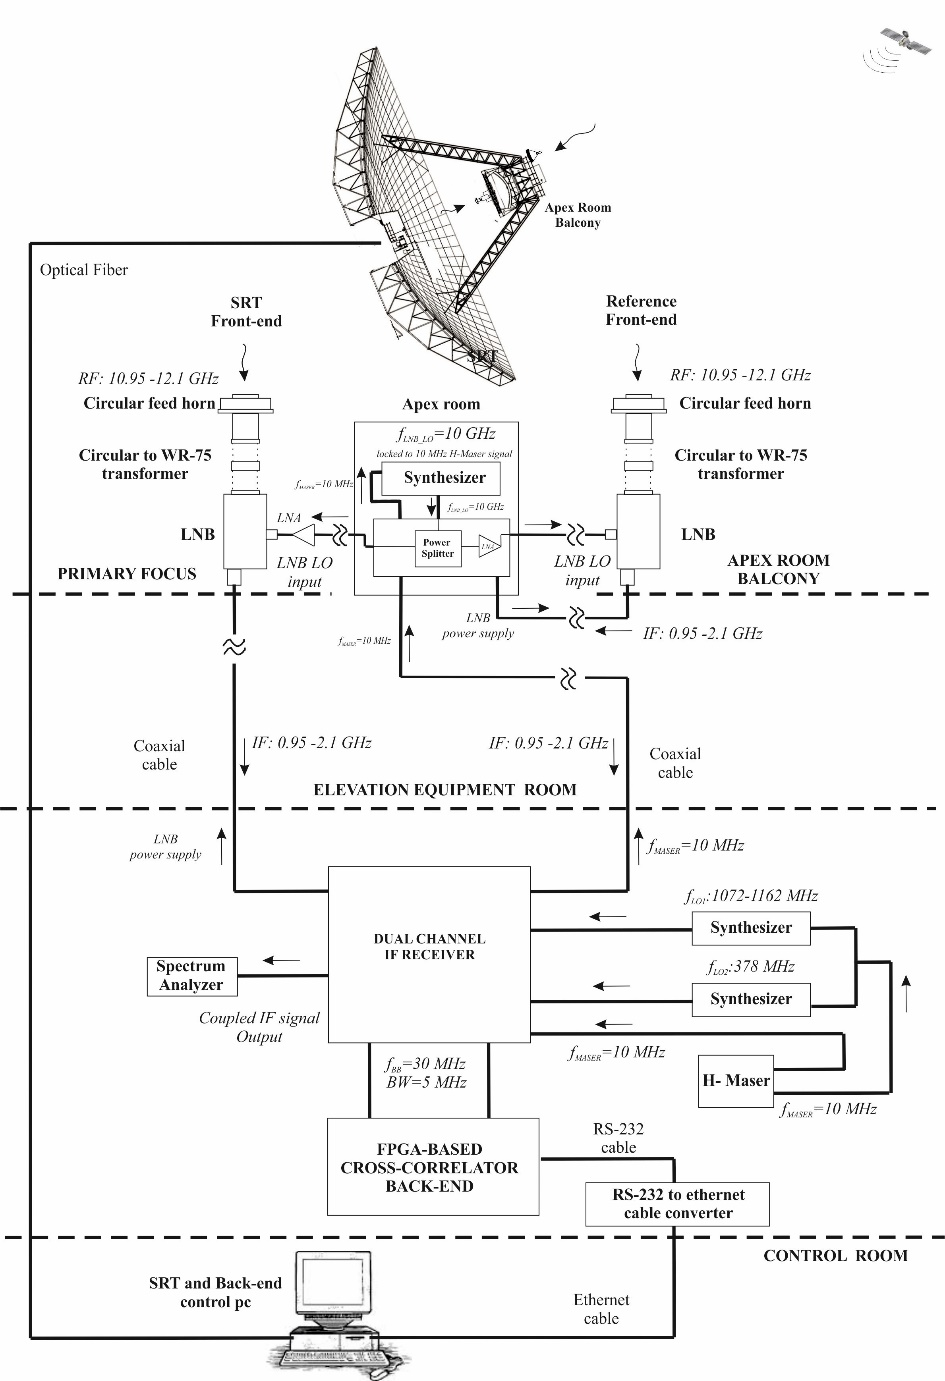 Apex Room
Balcony
Optical Fiber
SRT
SRT
Front-end
Reference
Front-end
RF: 10.95 -12.1 GHz
RF: 10.95 -12.1 GHz
Circular feed horn
Apex room
Circular feed horn
fLNB_LO=10 GHz
locked to 10 MHz H-Maser signal
Circular to WR-75
transformer
Synthesizer
Circular to WR-75
transformer
fMASER=10 MHz
fLNB_LO=10 GHz
LNA
LNB
Power
Splitter
LNA
LNB
LNB LO
input
LNB LO
input
PRIMARY FOCUS
APEX ROOM
BALCONY
LNB
power supply
fMASER=10 MHz
IF: 0.95 -2.1 GHz
Coaxial
cable
IF: 0.95 -2.1 GHz
IF: 0.95 -2.1 GHz
Coaxial
cable
ELEVATION EQUIPMENT ROOM
LNB
power supply
fMASER=10 MHz
fLO1:1072-1162 MHz
Synthesizer
DUAL CHANNEL
IF RECEIVER
fLO2:378 MHz
Spectrum
Analyzer
Synthesizer
Coupled IF signal
Output
fMASER=10 MHz
fBB=30 MHz
BW=5 MHz
H- Maser
fMASER=10 MHz
RS-232
cable
FPGA-BASED
CROSS-CORRELATOR
BACK-END
RS-232 to ethernet
cable converter
CONTROL ROOM
SRT and Back-end
control pc
Ethernet
cable